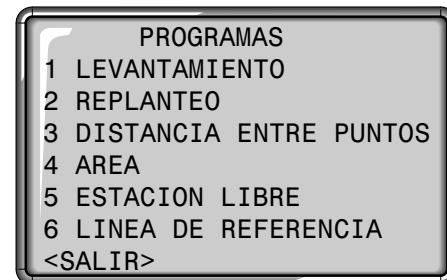 PROGRAMAS
1 LEVANTAMIENTO
2 REPLANTEO
3 DISTANCIA ENTRE PUNTOS
4 AREA
5 ESTACION LIBRE
6 LINEA DE REFERENCIA
<SALIR>